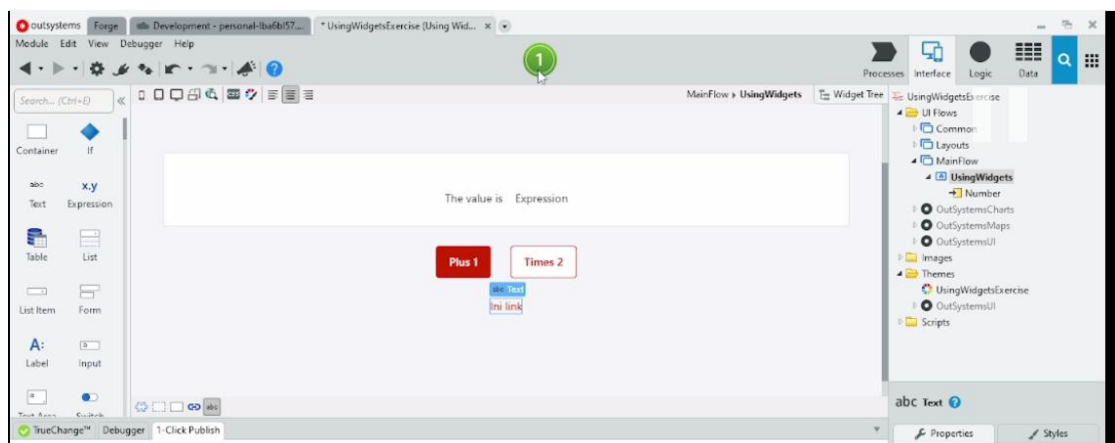 outsystems Forge Development - personal-lba6bl57.... * UsingWidgetsExercise [Using Wid... ×
Module Edit View Debugger Help
1
Processes Interface Logic Data
Search... (Ctrl+E)
MainFlow ▸ UsingWidgets Widget Tree
UsingWidgetsExercise
UI Flows
Common
Layouts
MainFlow
UsingWidgets
Number
OutSystemsCharts
OutSystemsMaps
OutSystemsUI
Images
Themes
UsingWidgetsExercise
OutSystemsUI
Scripts
Container If
abc x.y
Text Expression
Table List
List Item Form
A:
Label Input
Text Area Switch
The value is Expression
Plus 1 Times 2
abc Text
Ini link
abc
abc Text ?
Properties Styles
TrueChange™ Debugger 1-Click Publish